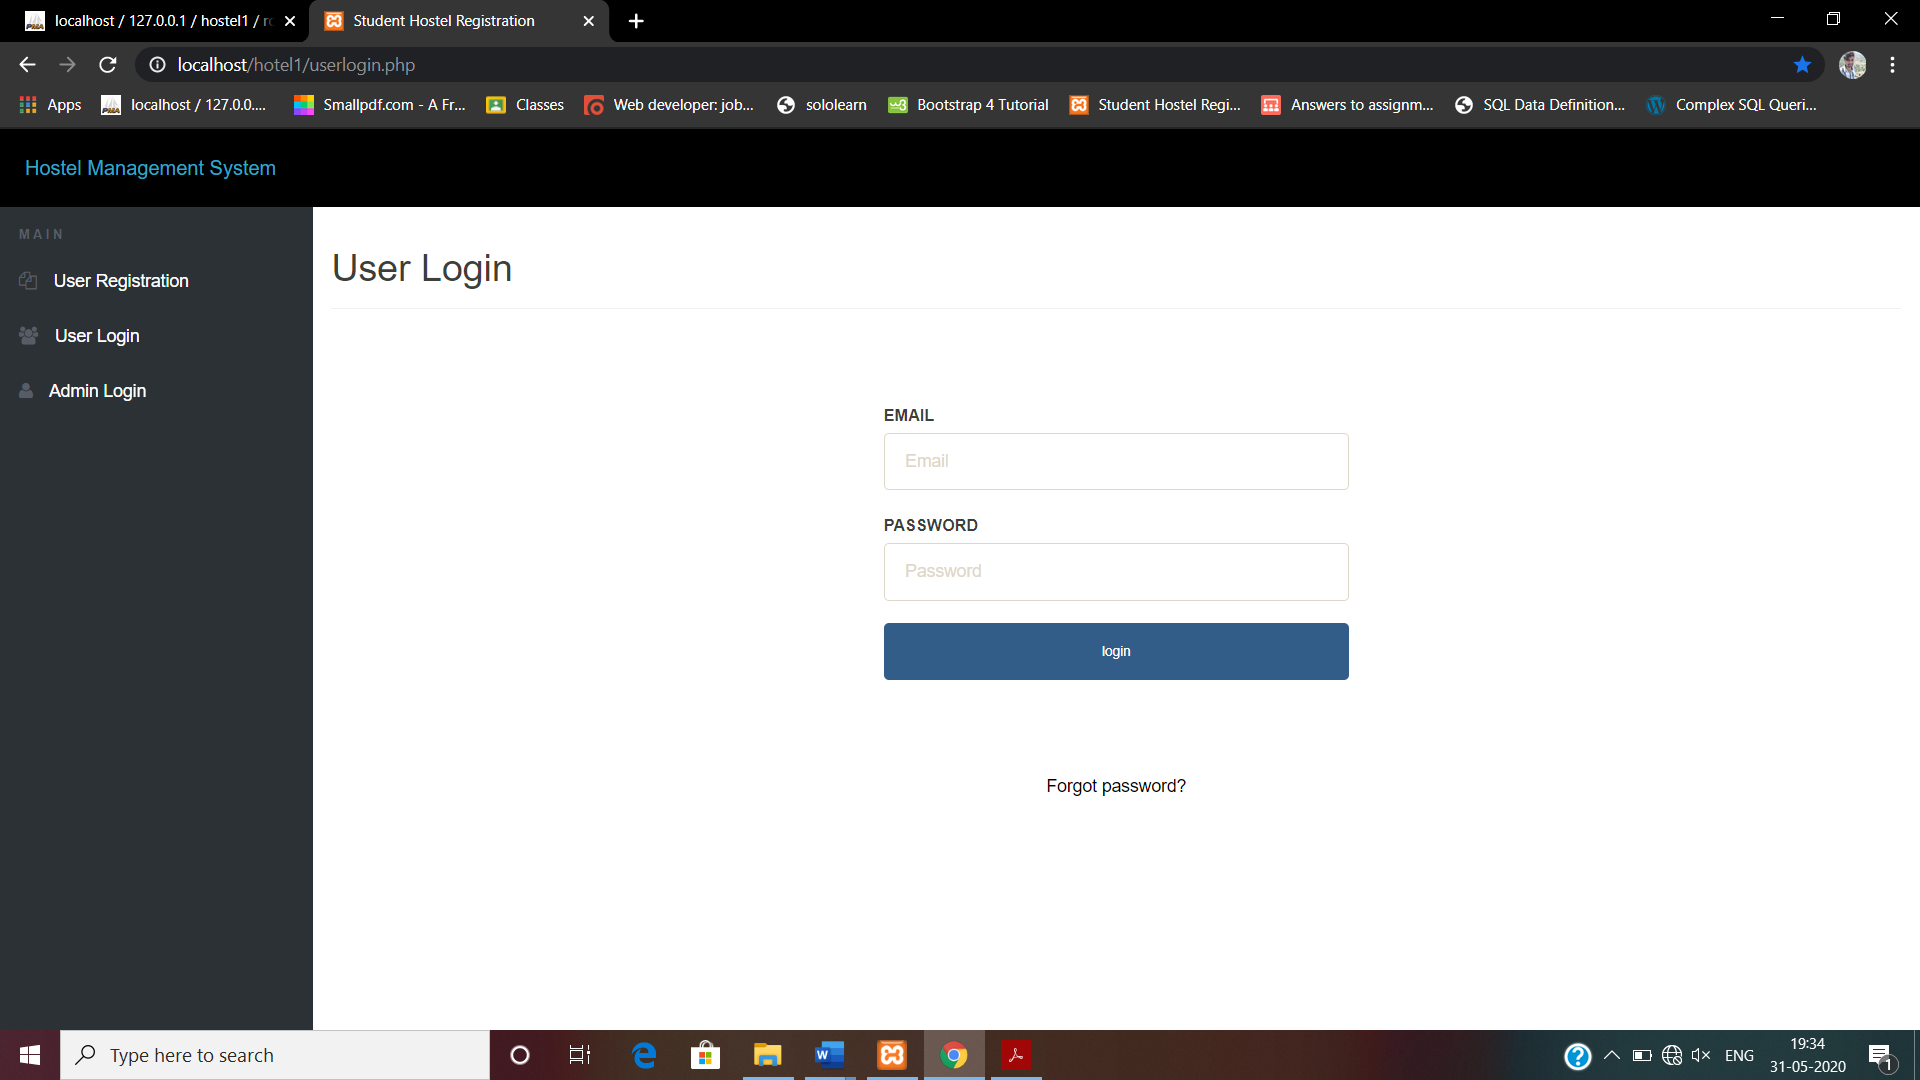 localhost / 127.0.0.1 / hostel1 / ro
Student Hostel Registration
localhost/hotel1/userlogin.php
Apps
localhost / 127.0.0....
Smallpdf.com - A Fr...
Classes
Web developer: job...
sololearn
Bootstrap 4 Tutorial
Student Hostel Regi...
Answers to assignm...
SQL Data Definition...
Complex SQL Queri...
Hostel Management System
MAIN
User Registration
User Login
Admin Login
User Login
EMAIL
Email
PASSWORD
Password
login
Forgot password?
Type here to search
ENG
19:34
31-05-2020
1